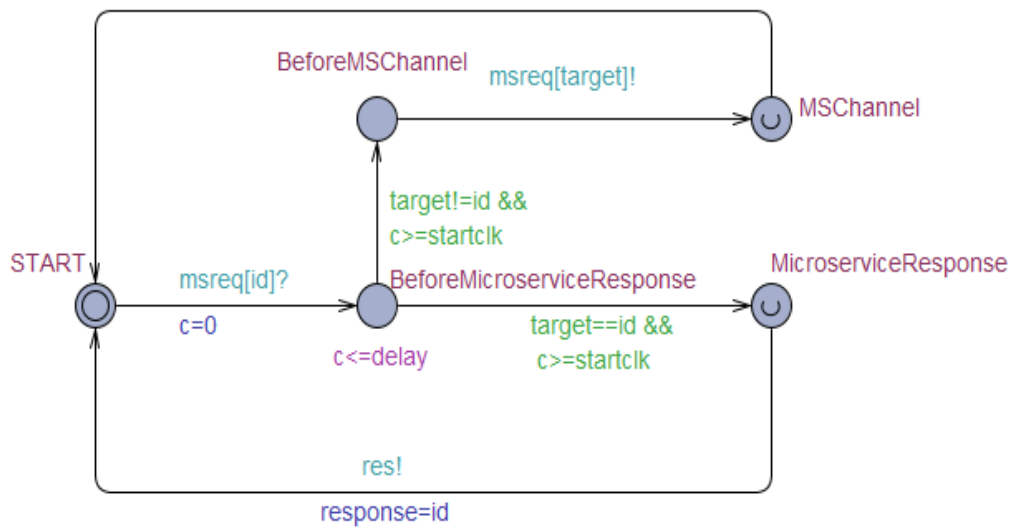 BeforeMSChannel
msreq[target]!
MSChannel
target!=id &&
c>=startclk
START
msreq[id]?
c=0
BeforeMicroserviceResponse
MicroserviceResponse
target==id &&
c>=startclk
c<=delay
res!
response=id